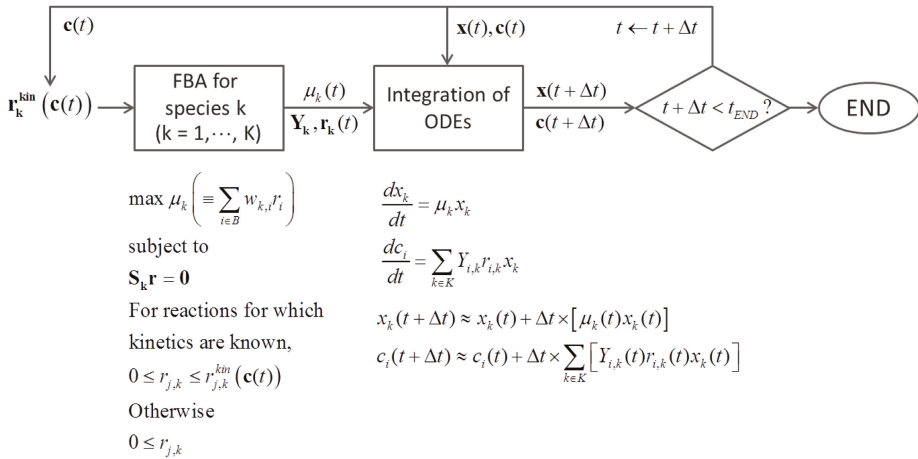 c(t)
x(t), c(t)
t ← t + Δt
r_k^kin (c(t))
FBA for
species k
(k = 1,⋯, K)
μ_k(t)
Y_k, r_k(t)
Integration of
ODEs
x(t + Δt)
c(t + Δt)
t + Δt < t_END ?
END
max μ_k ( ≡ ∑_{i∈B} w_{k,i} r_i )
subject to
S_k r = 0
For reactions for which
kinetics are known,
0 ≤ r_{j,k} ≤ r_{j,k}^{kin} (c(t))
Otherwise
0 ≤ r_{j,k}
dx_k/dt = μ_k x_k
dc_i/dt = ∑_{k∈K} Y_{i,k} r_{i,k} x_k
x_k(t + Δt) ≈ x_k(t) + Δt × [μ_k(t)x_k(t)]
c_i(t + Δt) ≈ c_i(t) + Δt × ∑_{k∈K} [Y_{i,k}(t)r_{i,k}(t)x_k(t)]